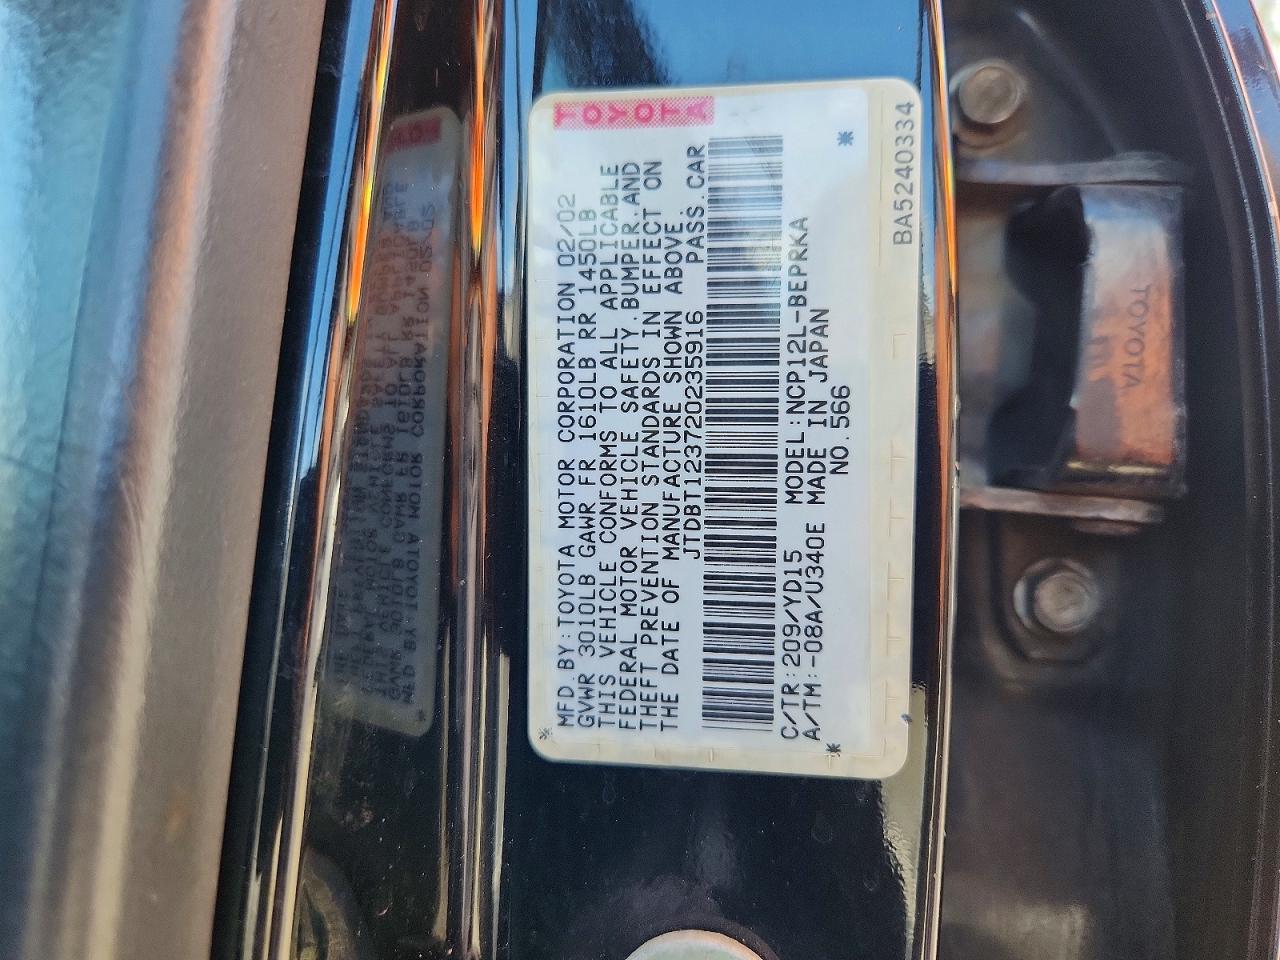 TOYOTA
MFD.BY:TOYOTA MOTOR CORPORATION 02/02
GVWR 3010LB GAWR FR 1610LB RR 1450LB
THIS VEHICLE CONFORMS TO ALL APPLICABLE
FEDERAL MOTOR VEHICLE SAFETY.BUMPER.AND
THEFT PREVENTION STANDARDS IN EFFECT ON
THE DATE OF MANUFACTURE SHOWN ABOVE.
JTDBT123720235916 PASS.CAR
C/TR:209/YD15 MODEL:NCP12L-BEPRKA
A/TM:-08A/U340E MADE IN JAPAN
NO.566
BA5240334
TOYOTA